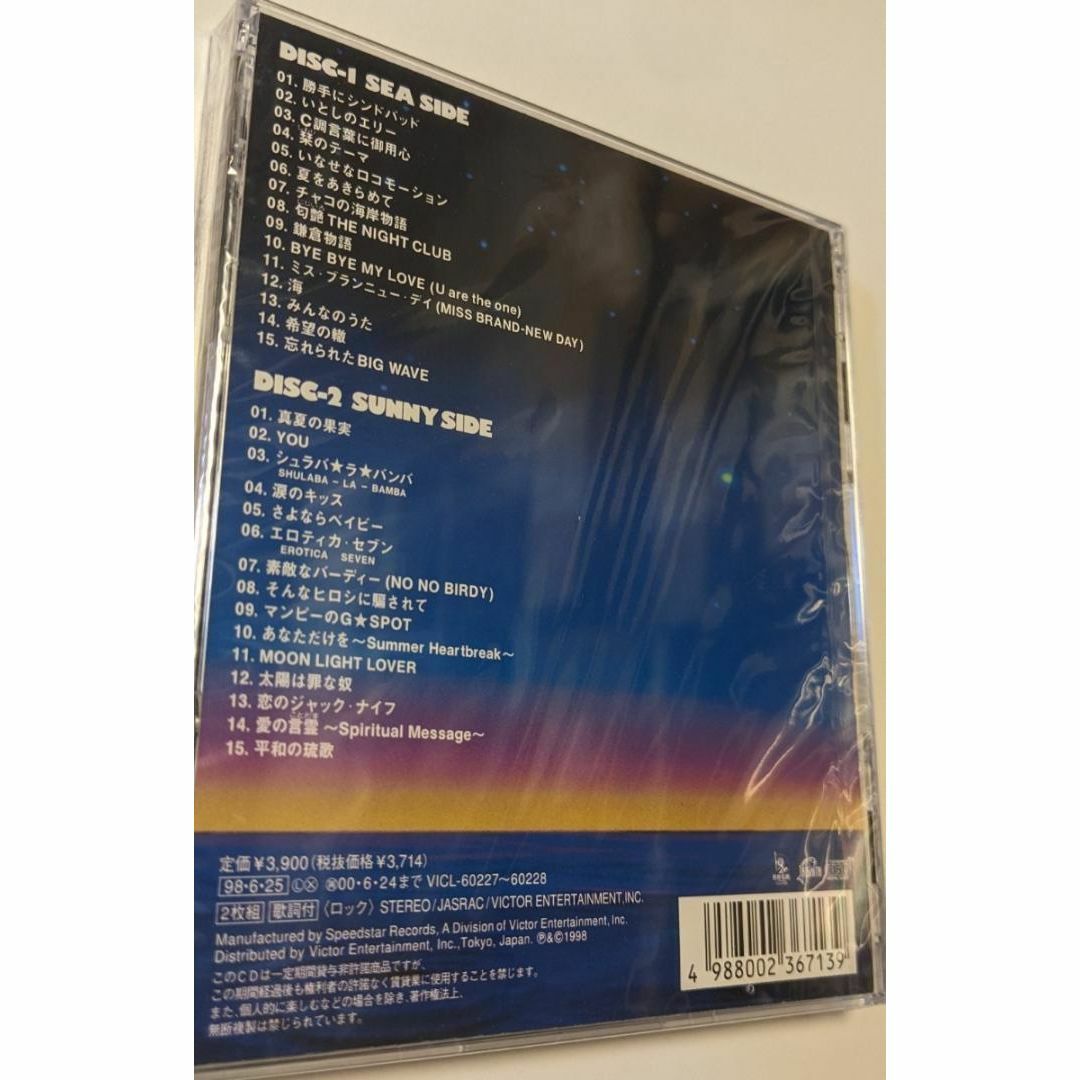 DISC-1 SEA SIDE
01. 勝手にシンドバッド
02. いとしのエリー
03. C調言葉に御用心
04. 栞のテーマ
05. いなせなロコモーション
06. 夏をあきらめて
07. チャコの海岸物語
08. 匂艶 THE NIGHT CLUB
09. 鎌倉物語
10. BYE BYE MY LOVE (U are the one)
11. ミス・ブランニュー・デイ (MISS BRAND-NEW DAY)
12. 海
13. みんなのうた
14. 希望の轍
15. 忘れられたBIG WAVE
DISC-2 SUNNY SIDE
01. 真夏の果実
02. YOU
03. シュラバ★ラ★バンバ
SHULABA - LA - BAMBA
04. 涙のキッス
05. さよならベイビー
06. エロティカ・セブン
EROTICA SEVEN
07. 素敵なバーディー (NO NO BIRDY)
08. そんなヒロシに騙されて
09. マンピーのG★SPOT
10. あなただけを 〜Summer Heartbreak〜
11. MOON LIGHT LOVER
12. 太陽は罪な奴
13. 恋のジャック・ナイフ
14. 愛の言霊 〜Spiritual Message〜
15. 平和の琉歌
定価¥3,900(税抜価格¥3,714)
98・6・25 Ⓛ Ⓧ 00・6・24まで VICL-60227〜60228
2枚組 歌詞付 〈ロック〉 STEREO/JASRAC/VICTOR ENTERTAINMENT,INC.
Manufactured by Speedstar Records, A Division of Victor Entertainment, Inc.
Distributed by Victor Entertainment, Inc.,Tokyo, Japan. Ⓟ&©1998
このCDは一定期間貸与非許諾商品ですが、
この期間経過後も権利者の許諾なく賃貸業に使用することを禁じます。
また、個人的に楽しむなどの場合を除き、著作権法上、
無断複製は禁じられています。
4 988002 367139